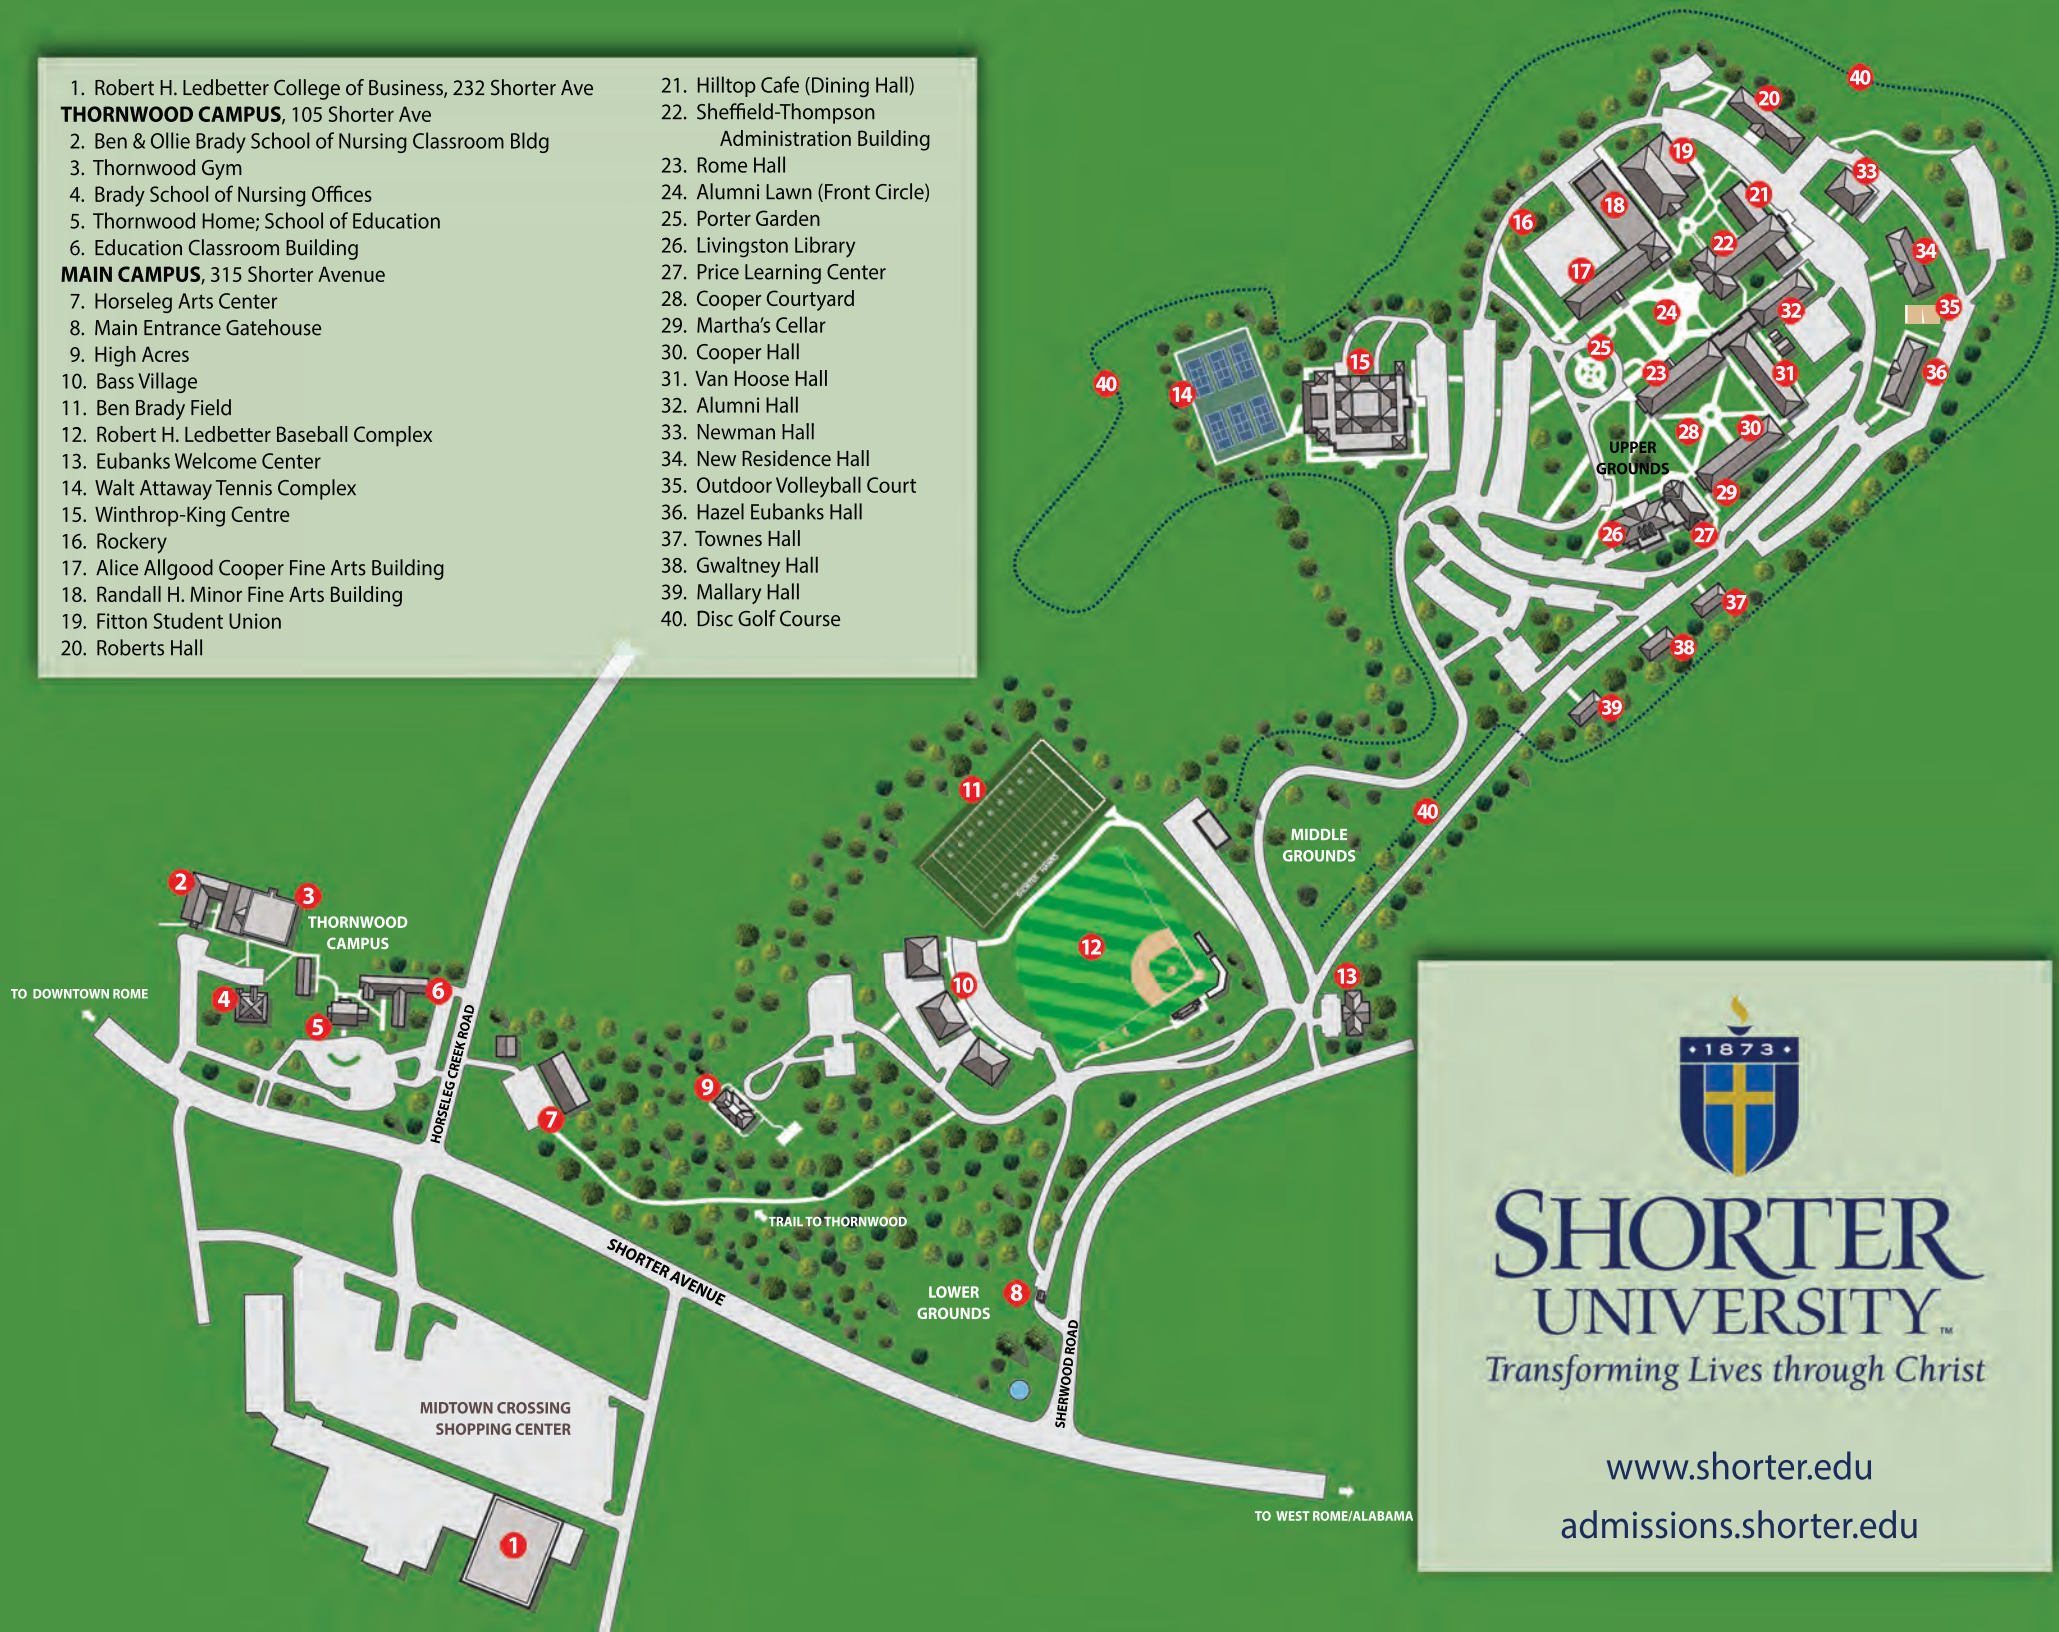 1. Robert H. Ledbetter College of Business, 232 Shorter Ave
THORNWOOD CAMPUS, 105 Shorter Ave
2. Ben & Ollie Brady School of Nursing Classroom Bldg
3. Thornwood Gym
4. Brady School of Nursing Offices
5. Thornwood Home; School of Education
6. Education Classroom Building
MAIN CAMPUS, 315 Shorter Avenue
7. Horseleg Arts Center
8. Main Entrance Gatehouse
9. High Acres
10. Bass Village
11. Ben Brady Field
12. Robert H. Ledbetter Baseball Complex
13. Eubanks Welcome Center
14. Walt Attaway Tennis Complex
15. Winthrop-King Centre
16. Rockery
17. Alice Allgood Cooper Fine Arts Building
18. Randall H. Minor Fine Arts Building
19. Fitton Student Union
20. Roberts Hall
21. Hilltop Cafe (Dining Hall)
22. Sheffield-Thompson
Administration Building
23. Rome Hall
24. Alumni Lawn (Front Circle)
25. Porter Garden
26. Livingston Library
27. Price Learning Center
28. Cooper Courtyard
29. Martha's Cellar
30. Cooper Hall
31. Van Hoose Hall
32. Alumni Hall
33. Newman Hall
34. New Residence Hall
35. Outdoor Volleyball Court
36. Hazel Eubanks Hall
37. Townes Hall
38. Gwaltney Hall
39. Mallary Hall
40. Disc Golf Course
40
20
19
33
21
18
16
22
34
17
35
24
32
25
15
23
31
36
40
14
28
30
UPPER
GROUNDS
29
26
27
37
38
39
11
40
MIDDLE
GROUNDS
2
3
THORNWOOD
CAMPUS
12
13
10
6
4
5
TO DOWNTOWN ROME
HORSELEG CREEK ROAD
9
7
TRAIL TO THORNWOOD
SHORTER AVENUE
LOWER
GROUNDS
8
SHERWOOD ROAD
MIDTOWN CROSSING
SHOPPING CENTER
1
TO WEST ROME/ALABAMA
• 1873 •
SHORTER
UNIVERSITY™
Transforming Lives through Christ
www.shorter.edu
admissions.shorter.edu